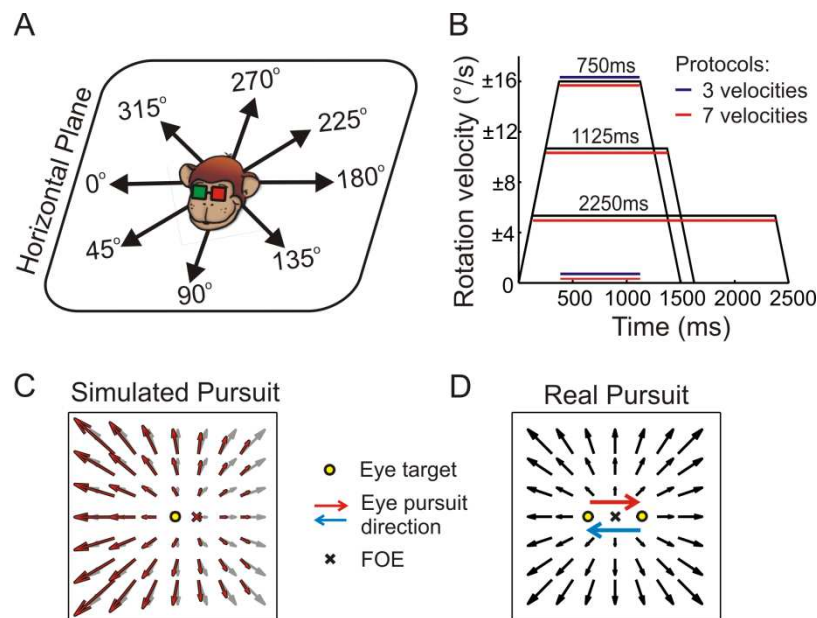 A
Horizontal Plane
270°
315°
225°
0°
180°
45°
135°
90°
B
Rotation velocity (°/s)
±16
±12
±8
±4
0
750ms
1125ms
2250ms
Protocols:
3 velocities
7 velocities
500 1000 1500 2000 2500
Time (ms)
C
Simulated Pursuit
Eye target
Eye pursuit
direction
FOE
D
Real Pursuit